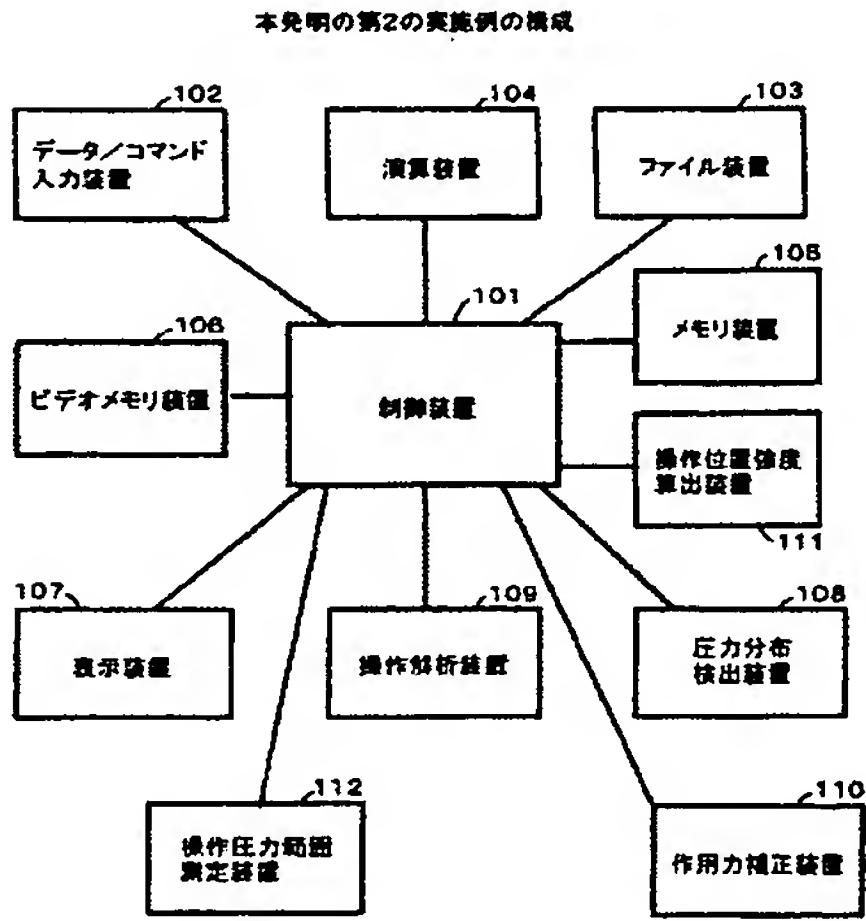 本発明の第2の実施例の構成
102
データ/コマンド
入力装置
104
演算装置
103
ファイル装置
101
制御装置
105
メモリ装置
106
ビデオメモリ装置
操作位置強度
算出装置
111
107
表示装置
109
操作解析装置
108
圧力分布
検出装置
112
操作圧力範囲
測定装置
110
作用力補正装置